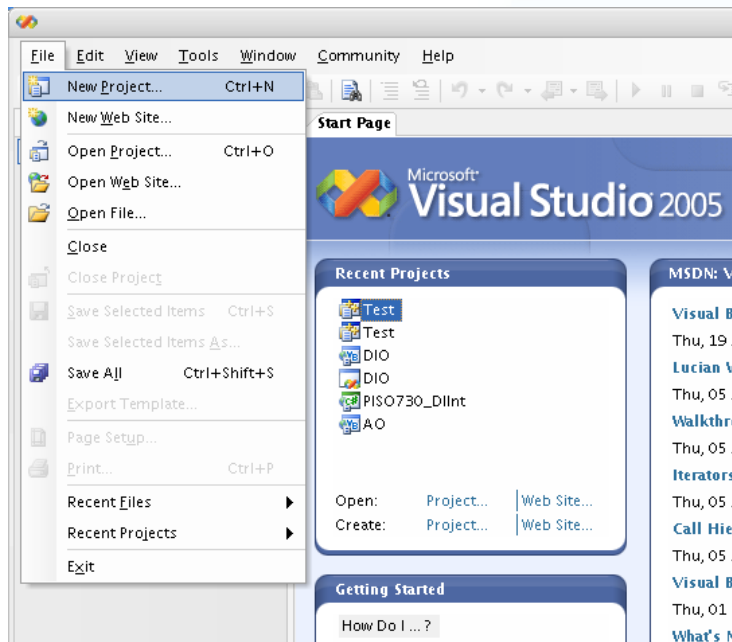 File Edit View Tools Window Community Help
New Project... Ctrl+N
New Web Site...
Open Project... Ctrl+O
Open Web Site...
Open File...
Close
Close Project
Save Selected Items Ctrl+S
Save Selected Items As...
Save All Ctrl+Shift+S
Export Template...
Page Setup...
Print... Ctrl+P
Recent Files
Recent Projects
Exit
Start Page
Microsoft
Visual Studio 2005
Recent Projects
Test
Test
DIO
DIO
PISO730_DIInt
AO
Open: Project... Web Site...
Create: Project... Web Site...
Getting Started
How Do I ...?
MSDN: V
Visual B
Thu, 19
Lucian V
Thu, 05
Walkthr
Thu, 05
Iterators
Thu, 05
Call Hie
Thu, 05
Visual B
Thu, 01
What's N